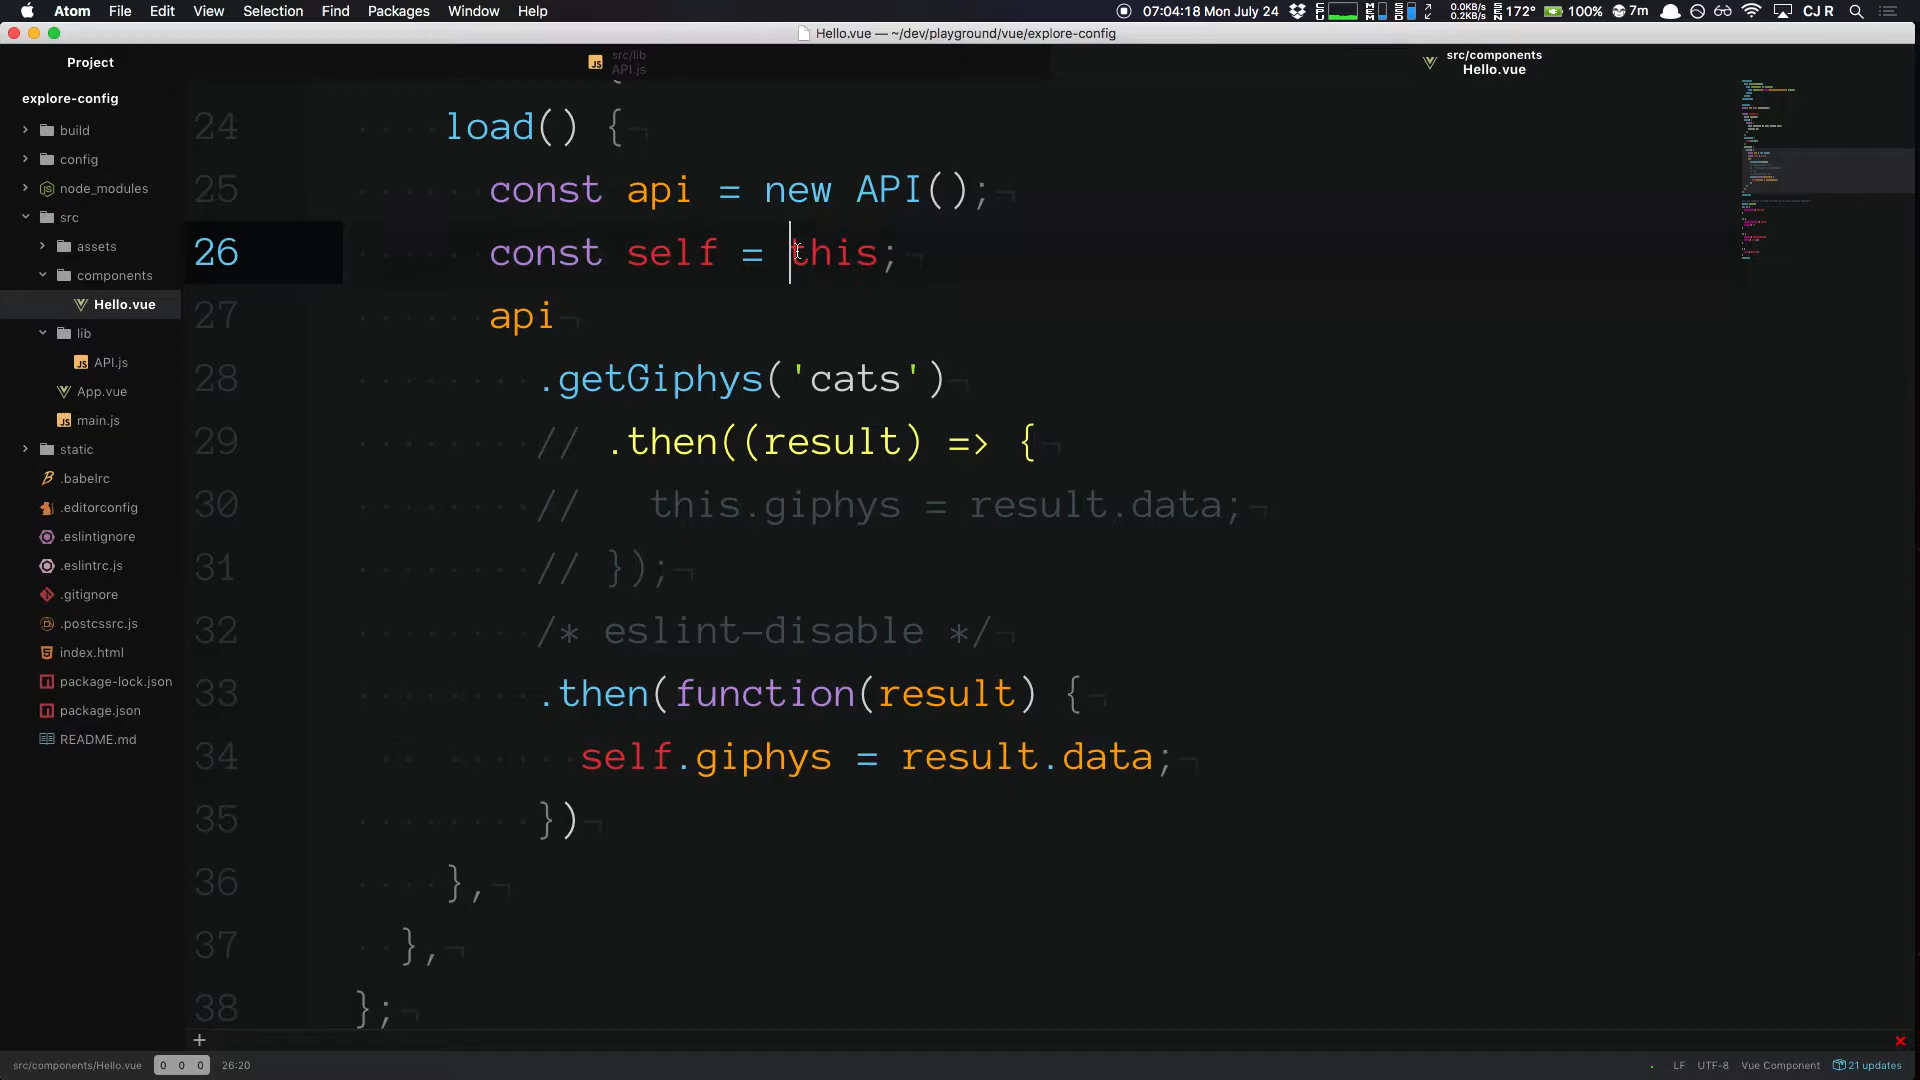 Atom File Edit View Selection Find Packages Window Help
07:04:18 Mon July 24
0.0KB/s
0.2KB/s
172° 100% 7m CJ R
Hello.vue — ~/dev/playground/vue/explore-config
Project
src/lib
API.js
src/components
Hello.vue
explore-config
build
config
node_modules
src
assets
components
Hello.vue
lib
API.js
App.vue
main.js
static
.babelrc
.editorconfig
.eslintignore
.eslintrc.js
.gitignore
.postcssrc.js
index.html
package-lock.json
package.json
README.md
24 load() {
25 const api = new API();
26 const self = this;
27 api
28 .getGiphys('cats')
29 // .then((result) => {
30 // this.giphys = result.data;
31 // });
32 /* eslint-disable */
33 .then(function(result) {
34 self.giphys = result.data;
35 })
36 },
37 },
38 };
src/components/Hello.vue 0 0 0 26:20
LF UTF-8 Vue Component 21 updates